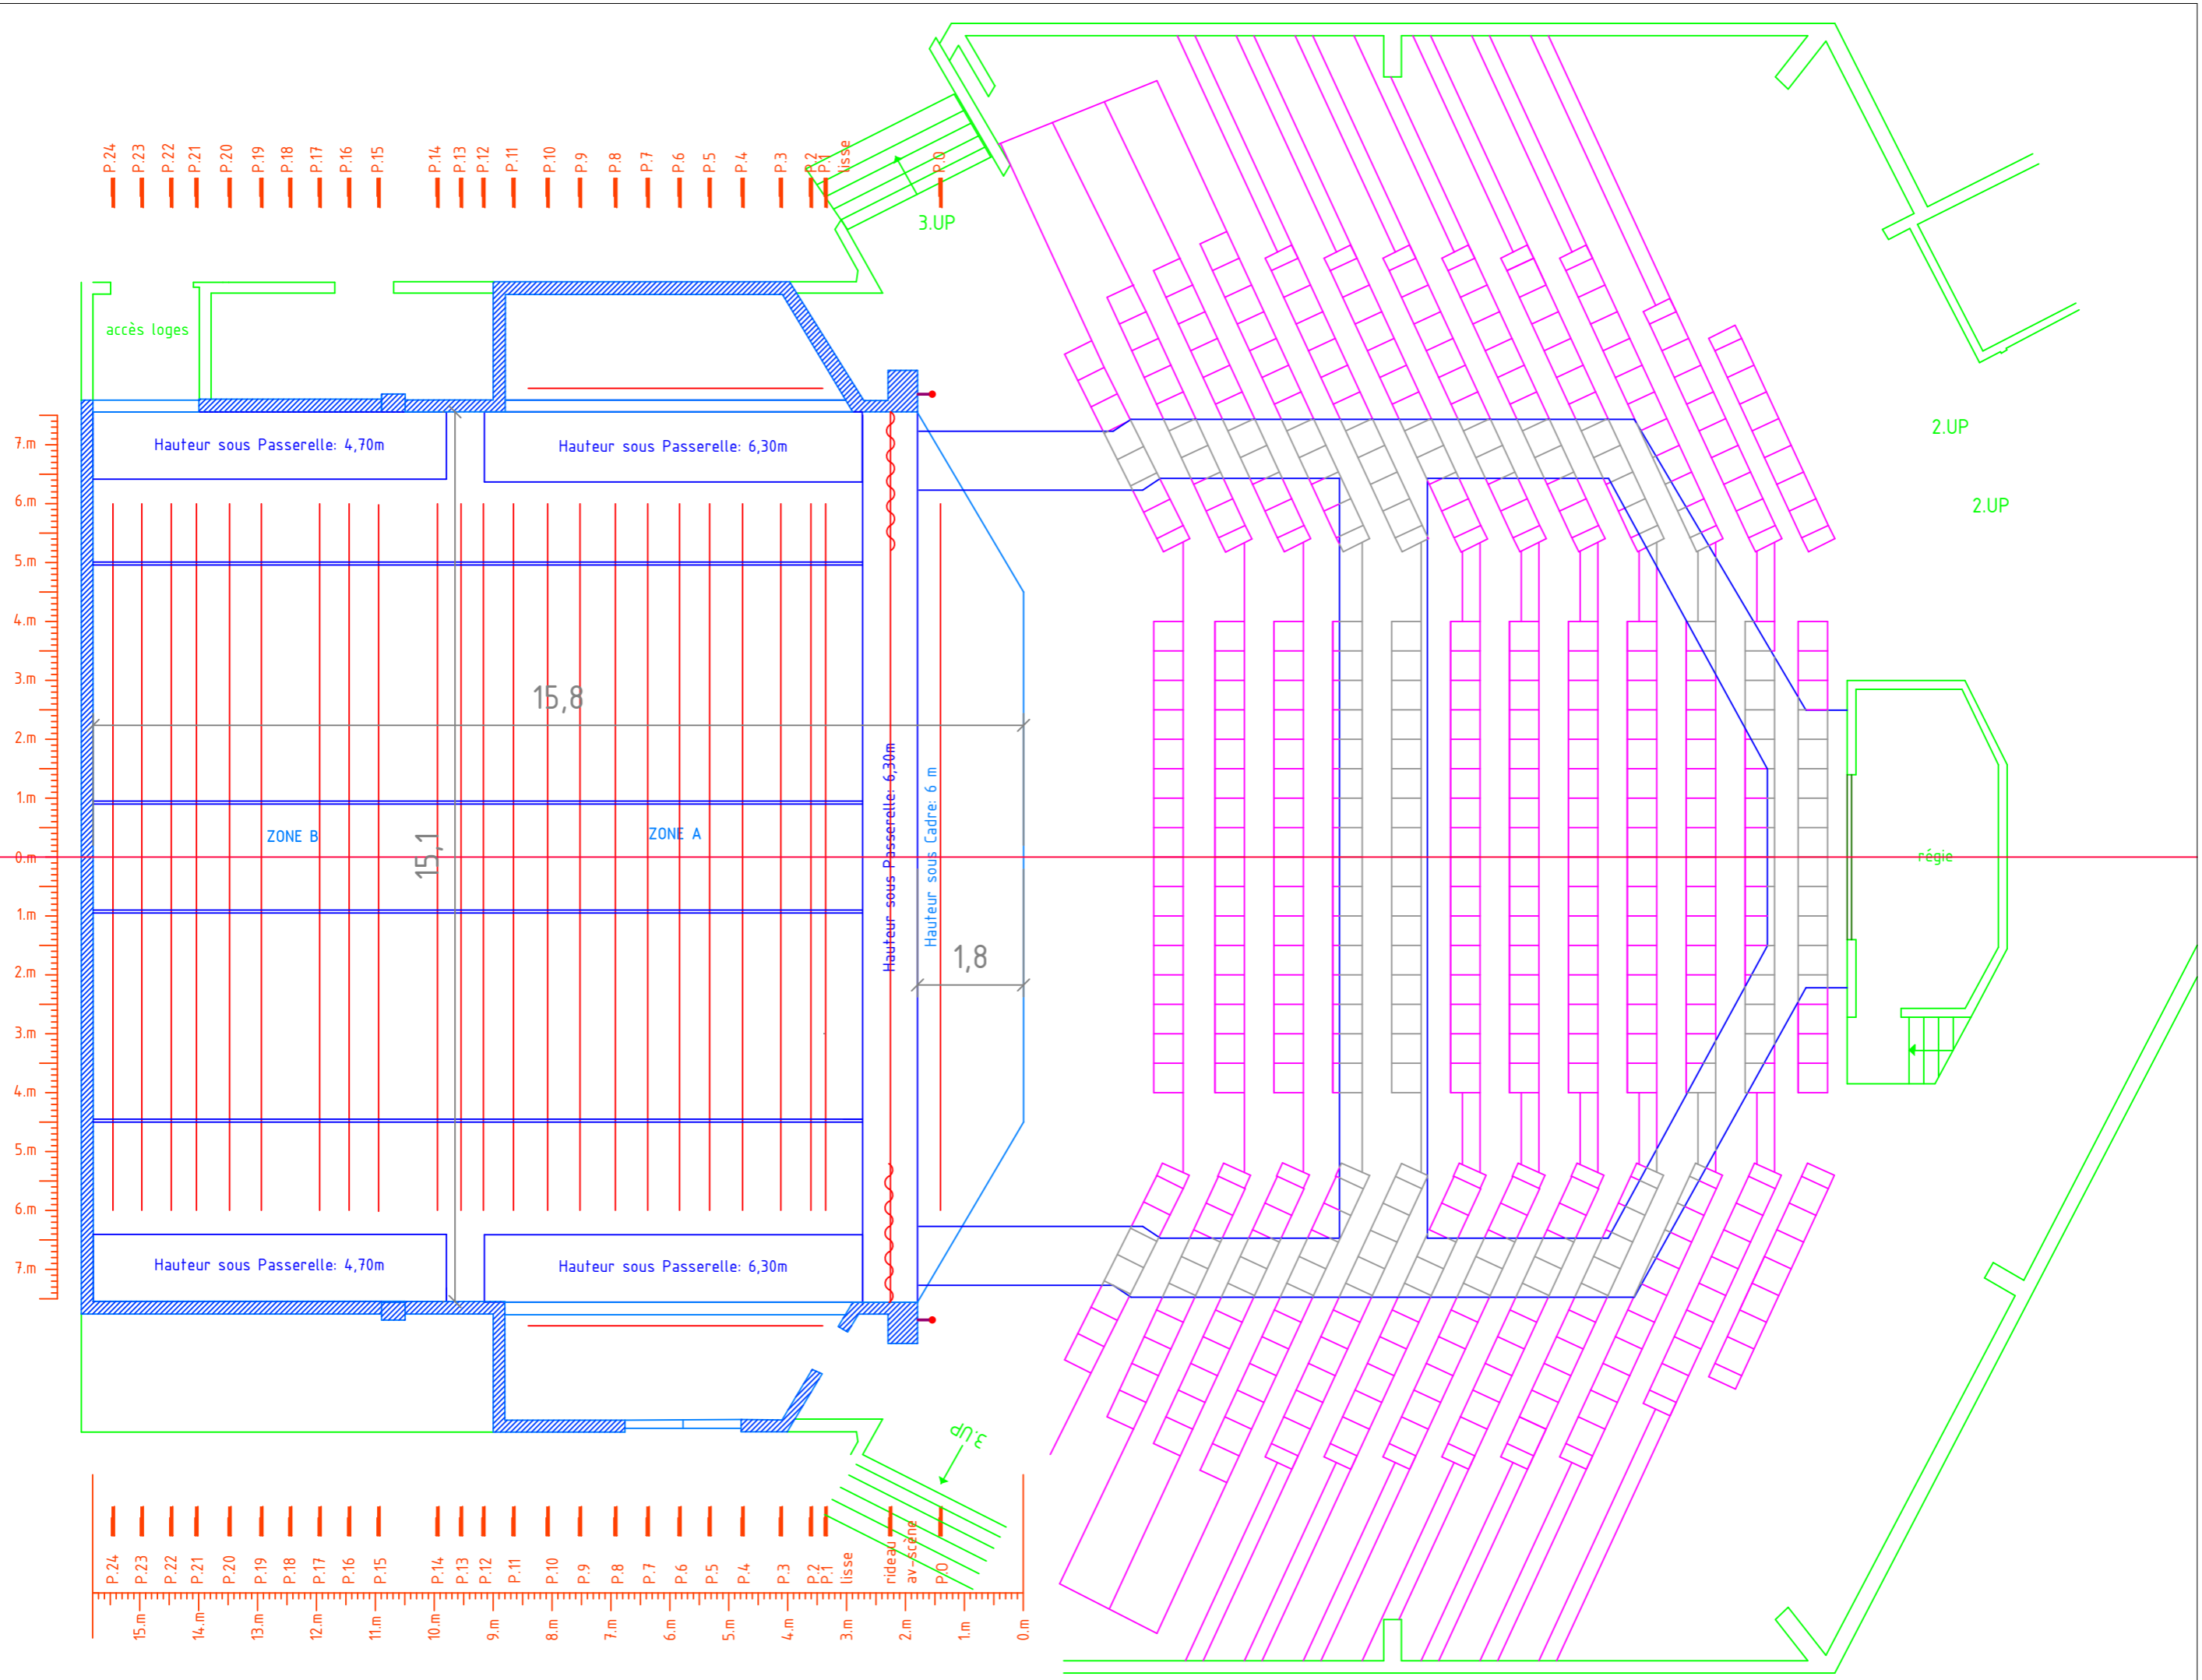 P.24
P.23
P.22
P.21
P.20
P.19
P.18
P.17
P.16
P.15
P.14
P.13
P.12
P.11
P.10
P.9
P.8
P.7
P.6
P.5
P.4
P.3
P.2
P.1
lisse
P.0
3.UP
accès loges
Hauteur sous Passerelle: 4,70m
Hauteur sous Passerelle: 6,30m
7.m
6.m
5.m
4.m
3.m
2.m
1.m
0.m
1.m
2.m
3.m
4.m
5.m
6.m
7.m
2.UP
2.UP
15,8
15,1
ZONE B
ZONE A
Hauteur sous Passerelle: 6,30m
Hauteur sous Cadre: 6 m
1,8
régie
Hauteur sous Passerelle: 4,70m
Hauteur sous Passerelle: 6,30m
3.UP
P.24
P.23
P.22
P.21
P.20
P.19
P.18
P.17
P.16
P.15
P.14
P.13
P.12
P.11
P.10
P.9
P.8
P.7
P.6
P.5
P.4
P.3
P.2
P.1
lisse
rideau
av-scène
P.0
15.m
14.m
13.m
12.m
11.m
10.m
9.m
8.m
7.m
6.m
5.m
4.m
3.m
2.m
1.m
0.m